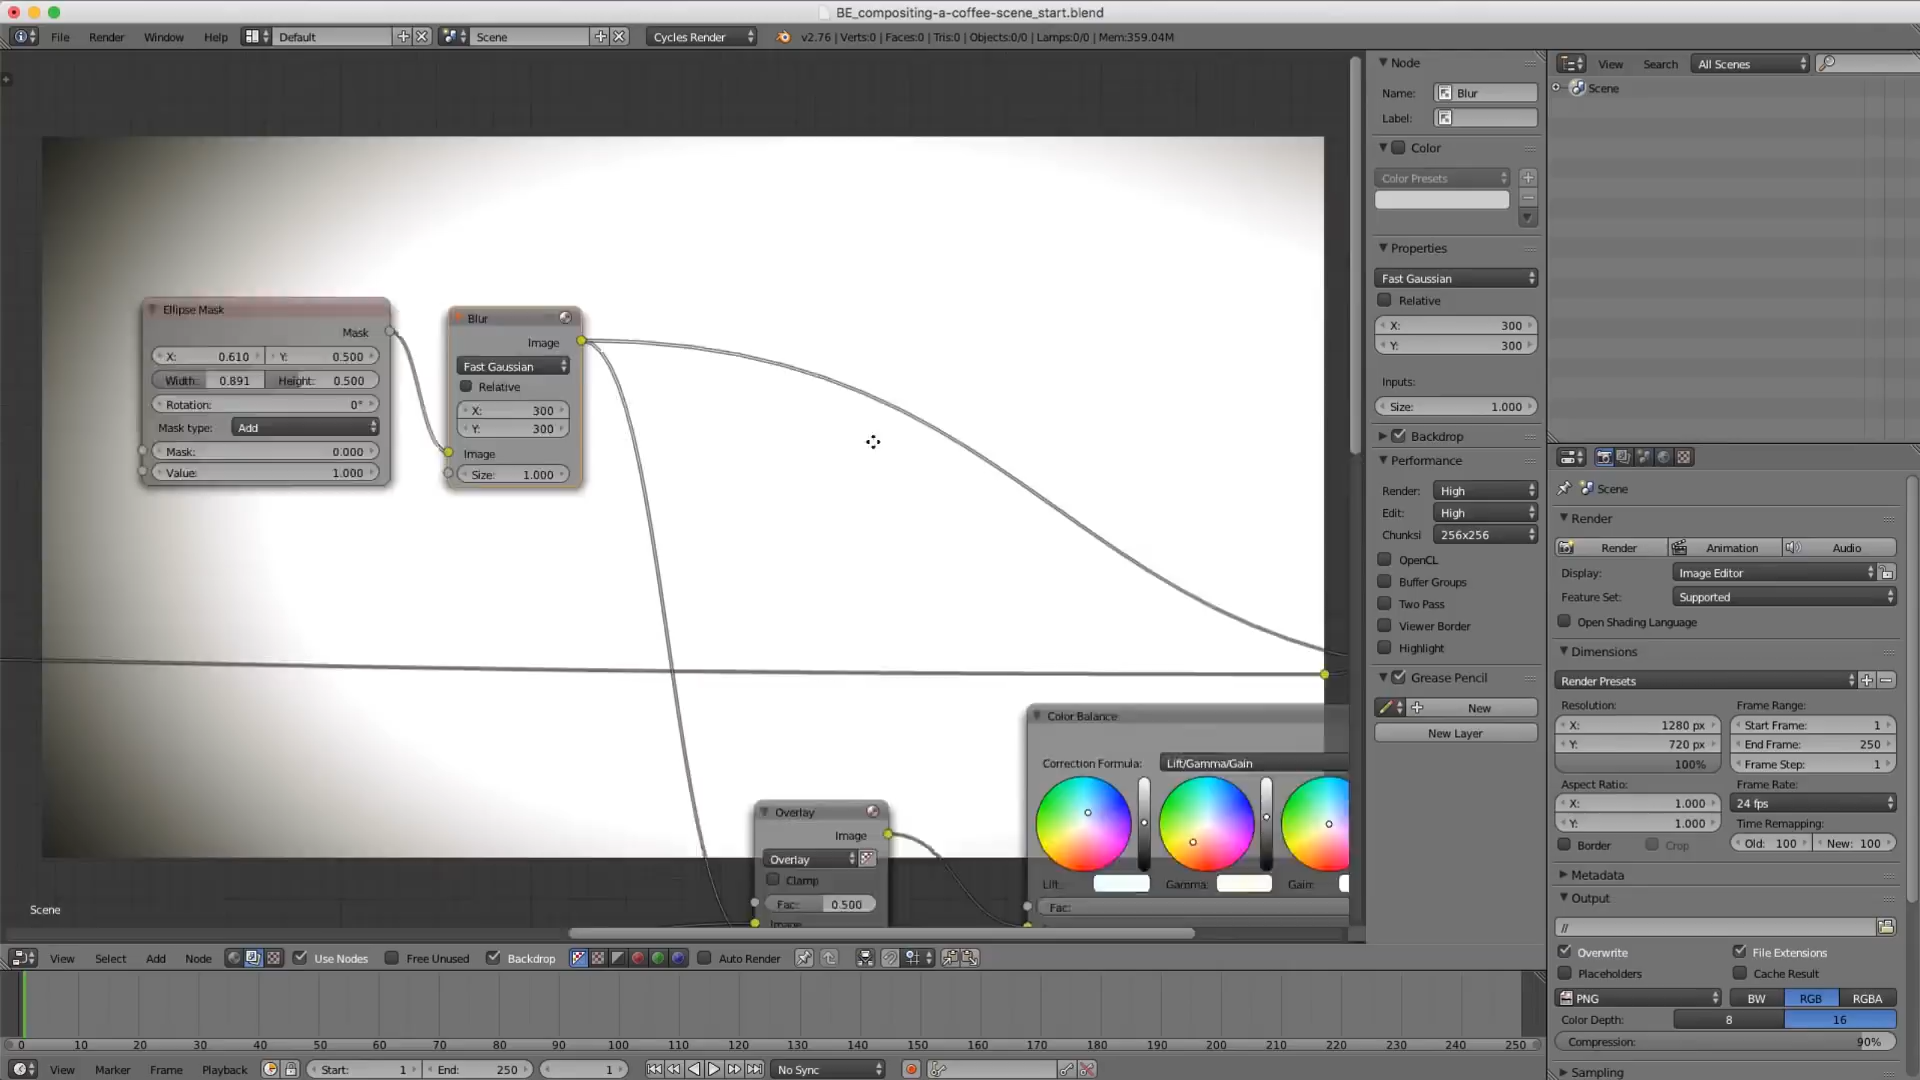 BE_compositing-a-coffee-scene_start.blend
File Render Window Help Default Scene Cycles Render v2.76 | Verts:0 | Faces:0 | Tris:0 | Objects:0/0 | Lamps:0/0 | Mem:359.04M
Ellipse Mask
Mask
X: 0.610 Y: 0.500
Width: 0.891 Height: 0.500
Rotation: 0°
Mask type: Add
Mask: 0.000
Value: 1.000
Blur
Image
Fast Gaussian
Relative
X: 300
Y: 300
Image
Size: 1.000
Overlay
Image
Overlay
Clamp
Fac: 0.500
Image
Color Balance
Correction Formula: Lift/Gamma/Gain
Lift: Gamma: Gain:
Fac:
Scene
View Select Add Node Use Nodes Free Unused Backdrop Auto Render
Node
Name: Blur
Label:
Color
Color Presets
Properties
Fast Gaussian
Relative
X: 300
Y: 300
Inputs:
Size: 1.000
Backdrop
Performance
Render: High
Edit: High
Chunksi 256x256
OpenCL
Buffer Groups
Two Pass
Viewer Border
Highlight
Grease Pencil
New
New Layer
View Search All Scenes
Scene
Scene
Render
Render Animation Audio
Display: Image Editor
Feature Set: Supported
Open Shading Language
Dimensions
Render Presets
Resolution: Frame Range:
X: 1280 px Start Frame: 1
Y: 720 px End Frame: 250
100% Frame Step: 1
Aspect Ratio: Frame Rate:
X: 1.000 24 fps
Y: 1.000 Time Remapping:
Border Crop Old: 100 New: 100
Metadata
Output
//
Overwrite File Extensions
Placeholders Cache Result
PNG BW RGB RGBA
Color Depth: 8 16
Compression: 90%
Sampling
0 10 20 30 40 50 60 70 80 90 100 110 120 130 140 150 160 170 180 190 200 210 220 230 240 250
View Marker Frame Playback Start: 1 End: 250 1 No Sync